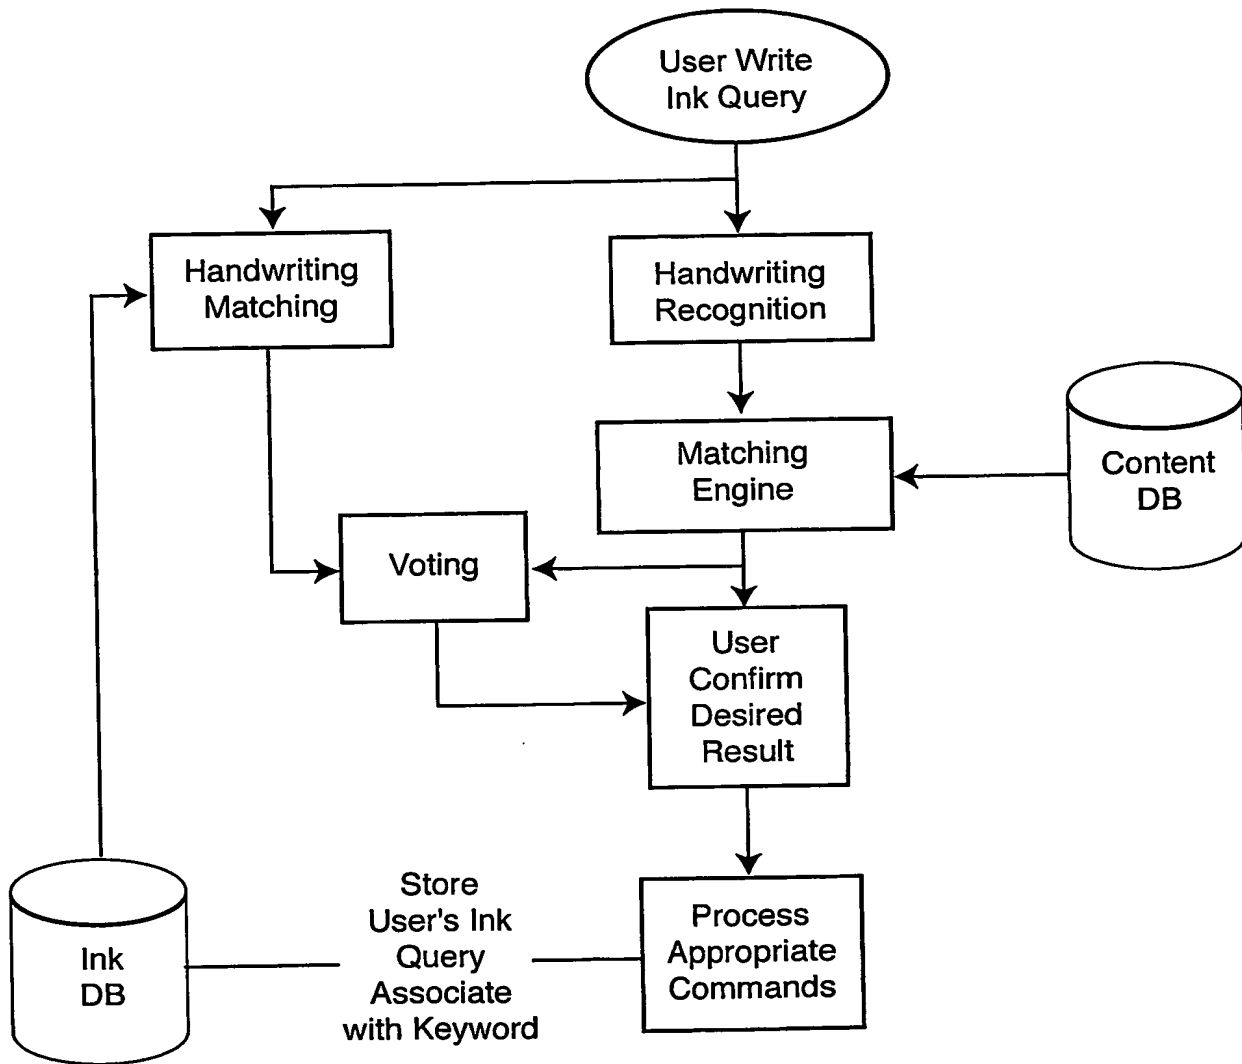 User Write
Ink Query
Handwriting
Matching
Handwriting
Recognition
Matching
Engine
Content
DB
Voting
User
Confirm
Desired
Result
Store
User's Ink
Query
Associate
with Keyword
Process
Appropriate
Commands
Ink
DB